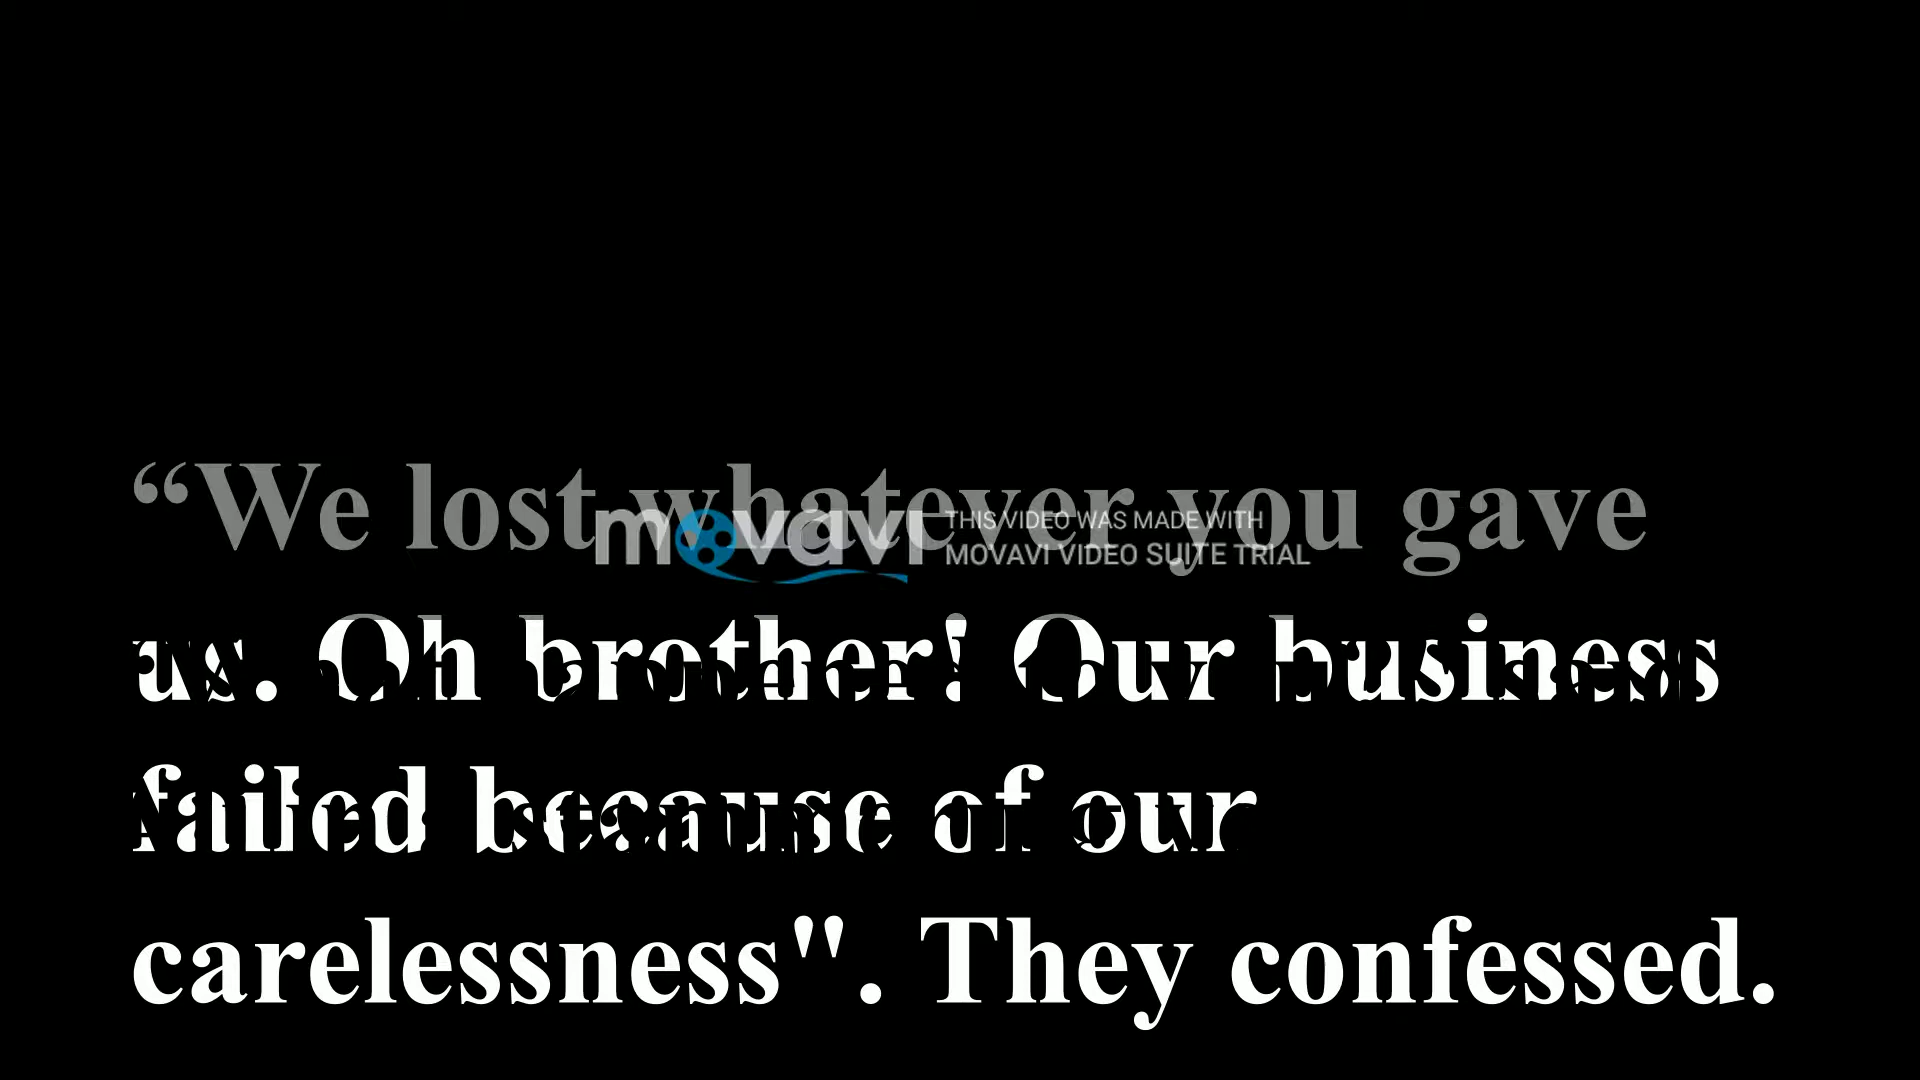 “We lost whatever you gave
movavi THIS VIDEO WAS MADE WITH
MOVAVI VIDEO SUITE TRIAL
us. Oh brother! Our business
failed because of our
carelessness". They confessed.